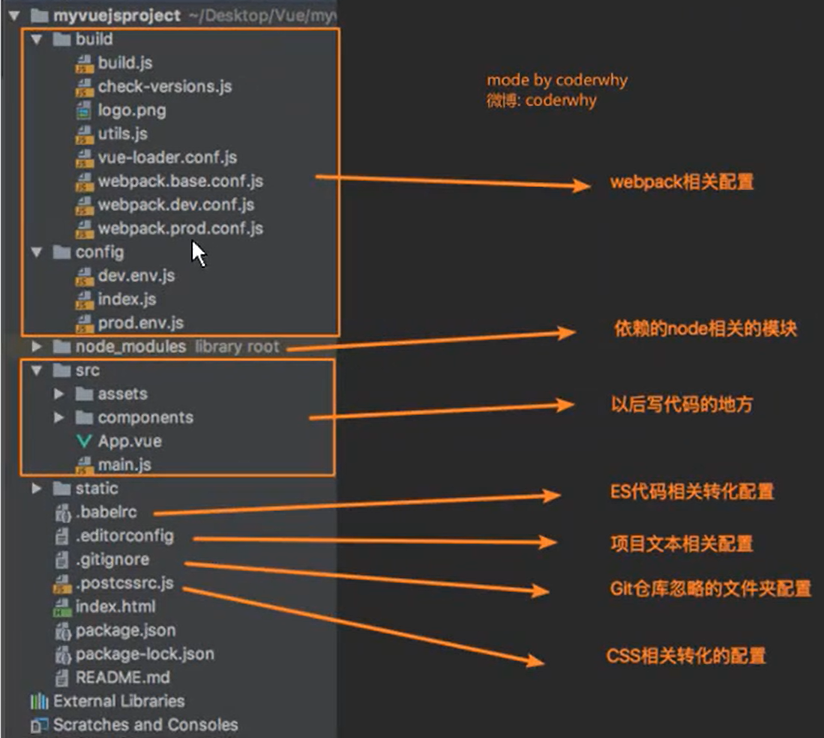 myvuejsproject ~/Desktop/Vue/myv
build
build.js
check-versions.js
logo.png
utils.js
vue-loader.conf.js
webpack.base.conf.js
webpack.dev.conf.js
webpack.prod.conf.js
config
dev.env.js
index.js
prod.env.js
node_modules library root
src
assets
components
App.vue
main.js
static
.babelrc
.editorconfig
.gitignore
.postcssrc.js
index.html
package.json
package-lock.json
README.md
External Libraries
Scratches and Consoles
mode by coderwhy
微博: coderwhy
webpack相关配置
依赖的node相关的模块
以后写代码的地方
ES代码相关转化配置
项目文本相关配置
Git仓库忽略的文件夹配置
CSS相关转化的配置